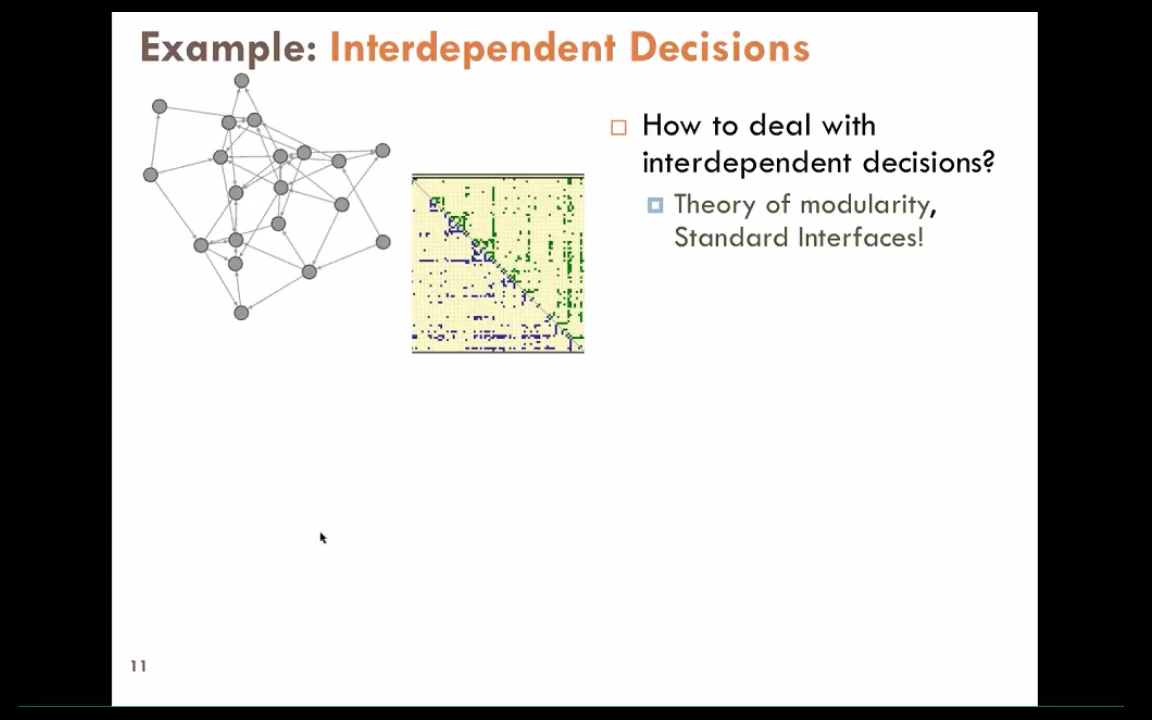 Example: Interdependent Decisions
How to deal with
interdependent decisions?
Theory of modularity,
Standard Interfaces!
11